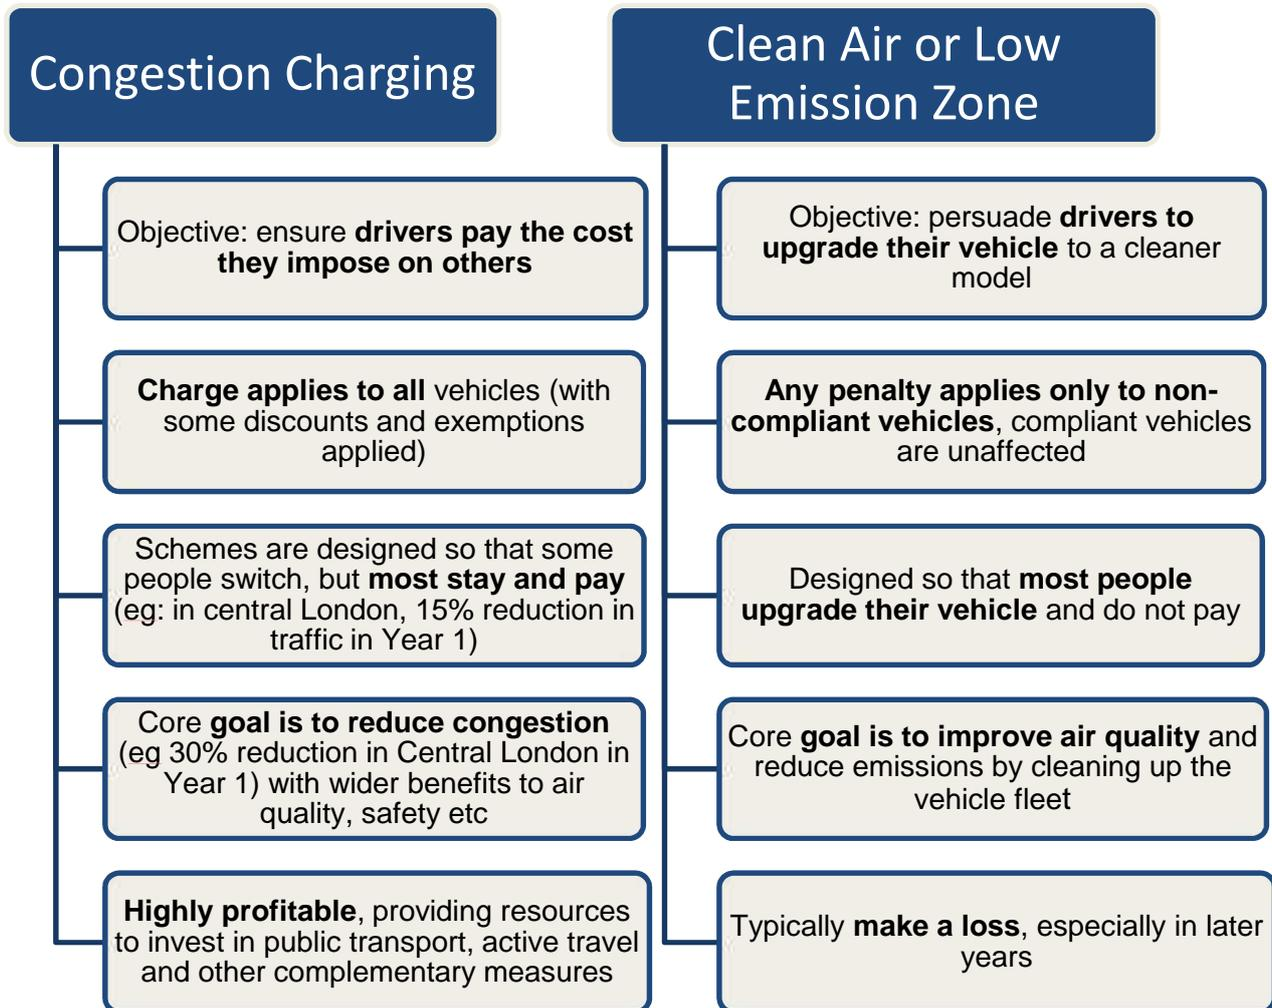 Congestion Charging
Objective: ensure drivers pay the cost
they impose on others
Charge applies to all vehicles (with
some discounts and exemptions
applied)
Schemes are designed so that some
people switch, but most stay and pay
(eg: in central London, 15% reduction in
traffic in Year 1)
Core goal is to reduce congestion
(eg 30% reduction in Central London in
Year 1) with wider benefits to air
quality, safety etc
Highly profitable, providing resources
to invest in public transport, active travel
and other complementary measures
Clean Air or Low
Emission Zone
Objective: persuade drivers to
upgrade their vehicle to a cleaner
model
Any penalty applies only to non-
compliant vehicles, compliant vehicles
are unaffected
Designed so that most people
upgrade their vehicle and do not pay
Core goal is to improve air quality and
reduce emissions by cleaning up the
vehicle fleet
Typically make a loss, especially in later
years